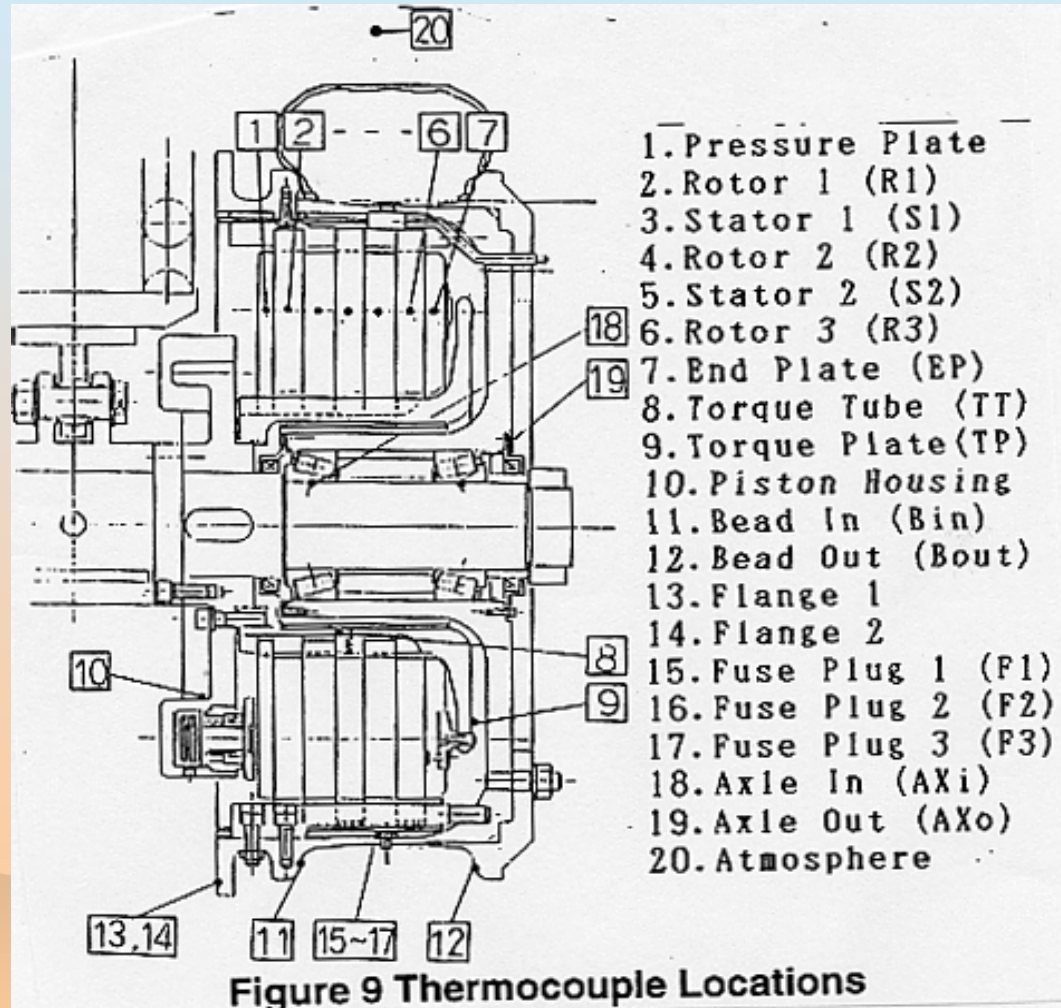 20
1 2 - - - 6 7
18
19
10
8
9
13,14
11
15~17
12
1. Pressure Plate
2. Rotor 1 (R1)
3. Stator 1 (S1)
4. Rotor 2 (R2)
5. Stator 2 (S2)
6. Rotor 3 (R3)
7. End Plate (EP)
8. Torque Tube (TT)
9. Torque Plate (TP)
10. Piston Housing
11. Bead In (Bin)
12. Bead Out (Bout)
13. Flange 1
14. Flange 2
15. Fuse Plug 1 (F1)
16. Fuse Plug 2 (F2)
17. Fuse Plug 3 (F3)
18. Axle In (AXi)
19. Axle Out (AXo)
20. Atmosphere
Figure 9 Thermocouple Locations